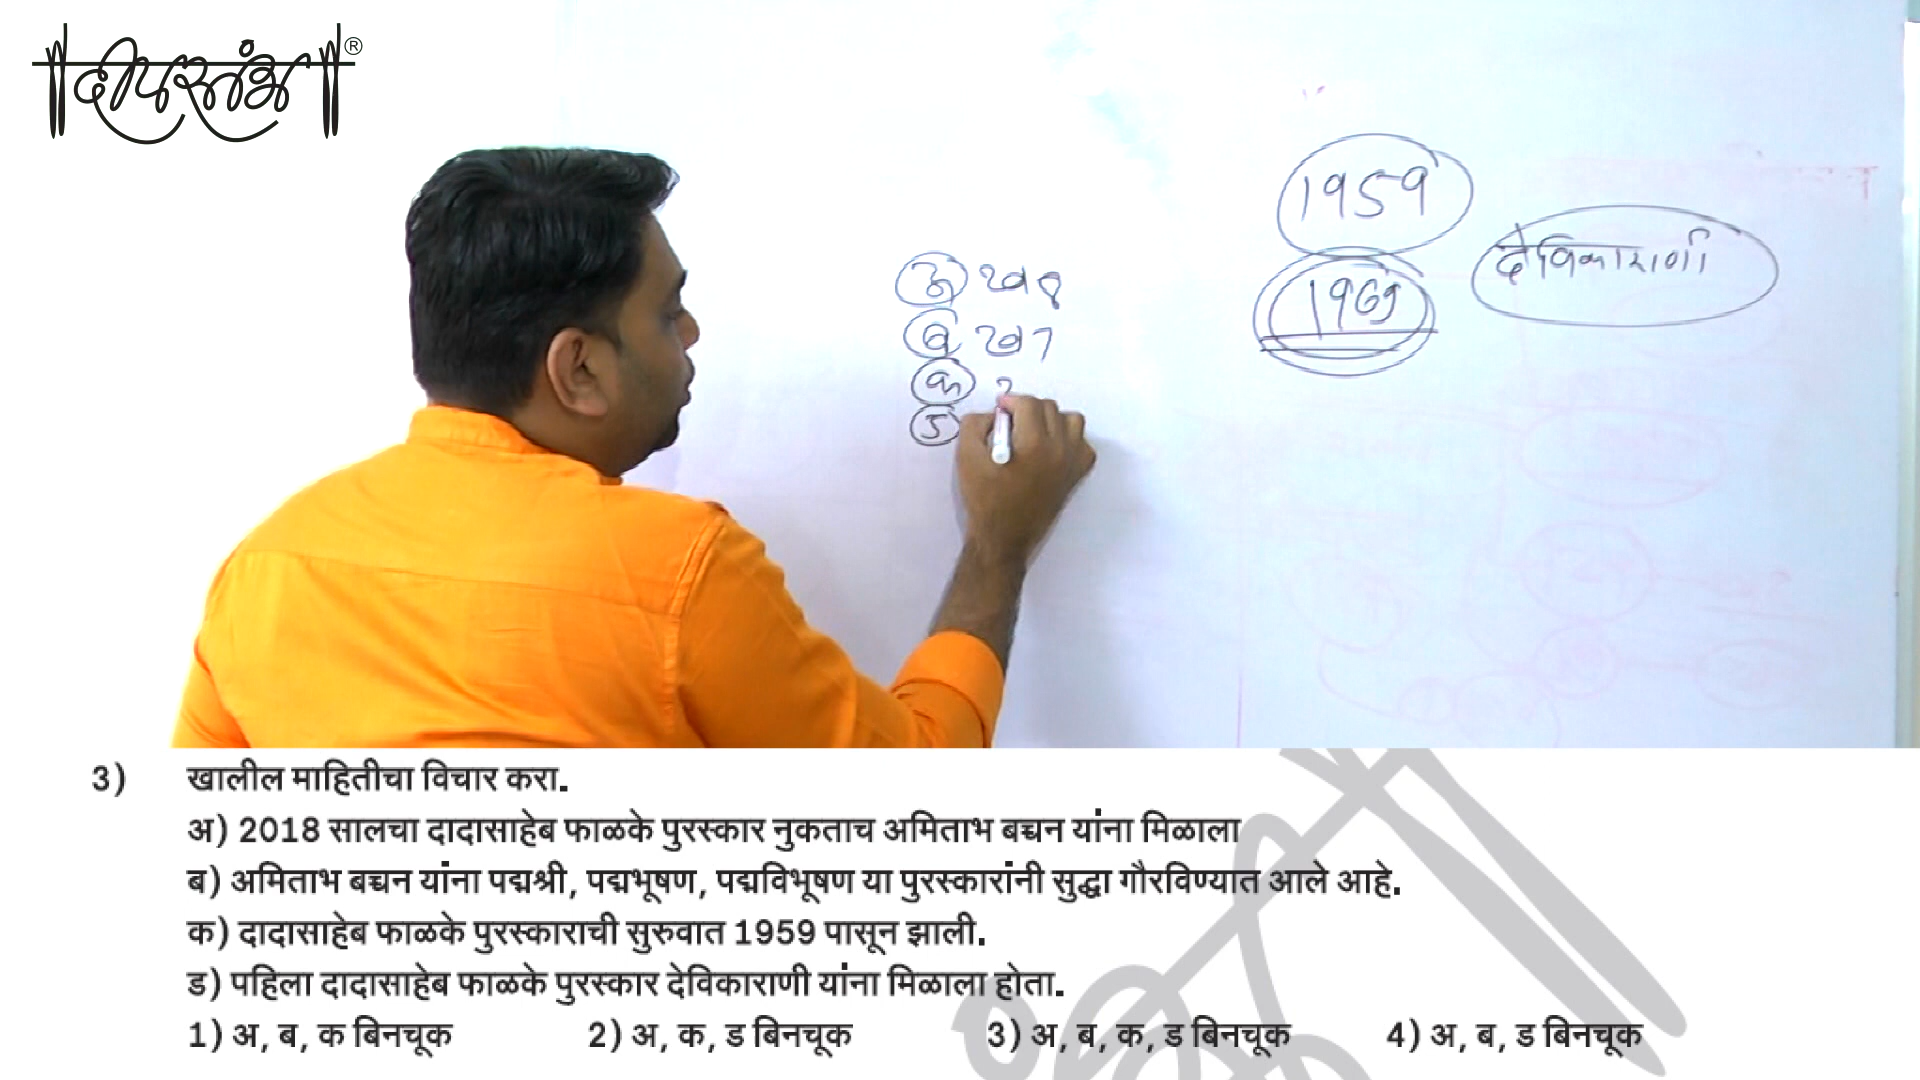 दीपस्तंभ®
1959
देविकाराणी
1969
अ
ब
क
ड
3) खालील माहितीचा विचार करा.
अ) 2018 सालचा दादासाहेब फाळके पुरस्कार नुकताच अमिताभ बच्चन यांना मिळाला
ब) अमिताभ बच्चन यांना पद्मश्री, पद्मभूषण, पद्मविभूषण या पुरस्कारांनी सुद्धा गौरविण्यात आले आहे.
क) दादासाहेब फाळके पुरस्काराची सुरुवात 1959 पासून झाली.
ड) पहिला दादासाहेब फाळके पुरस्कार देविकाराणी यांना मिळाला होता.
1) अ, ब, क बिनचूक 2) अ, क, ड बिनचूक 3) अ, ब, क, ड बिनचूक 4) अ, ब, ड बिनचूक